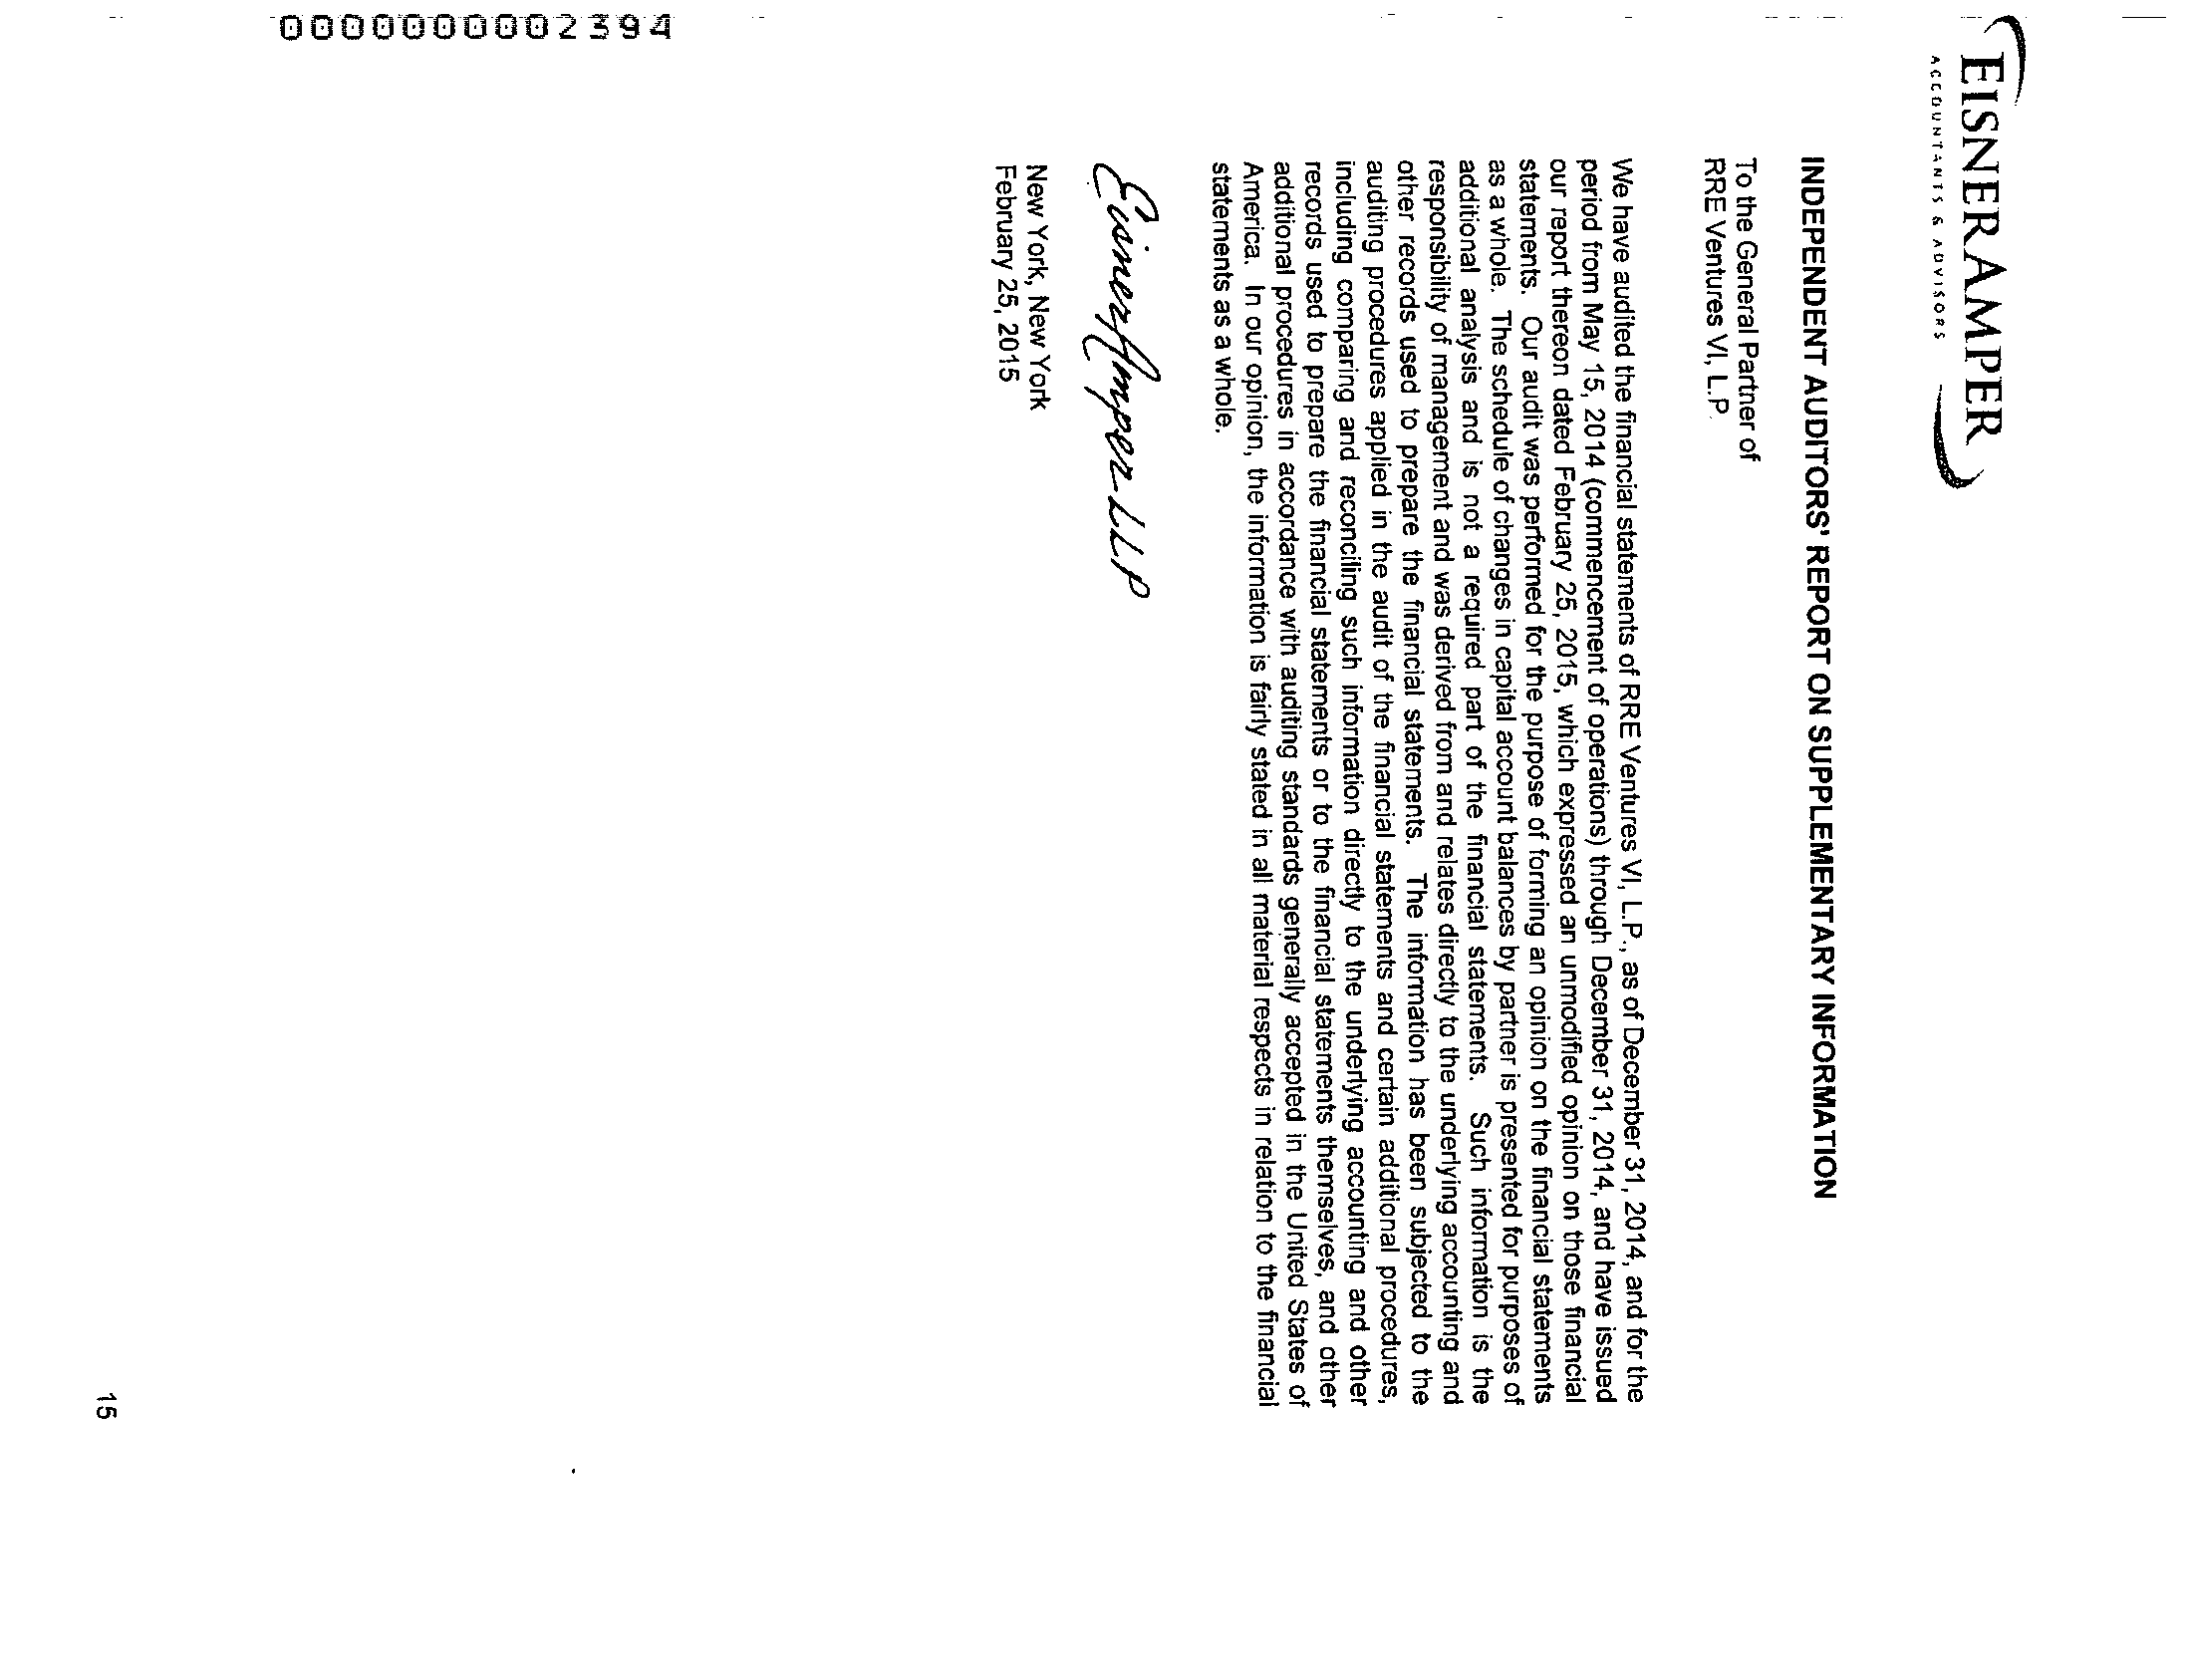 EISNERAMPER
ACCOUNTANTS & ADVISORS
INDEPENDENT AUDITORS' REPORT ON SUPPLEMENTARY INFORMATION
To the General Partner of
RRE Ventures VI, L.P.
We have audited the financial statements of RRE Ventures VI, L.P., as of December 31, 2014, and for the
period from May 15, 2014 (commencement of operations) through December 31, 2014, and have issued
our report thereon dated February 25, 2015, which expressed an unmodified opinion on those financial
statements. Our audit was performed for the purpose of forming an opinion on the financial statements
as a whole. The schedule of changes in capital account balances by partner is presented for purposes of
additional analysis and is not a required part of the financial statements. Such information is the
responsibility of management and was derived from and relates directly to the underlying accounting and
other records used to prepare the financial statements. The information has been subjected to the
auditing procedures applied in the audit of the financial statements and certain additional procedures,
including comparing and reconciling such information directly to the underlying accounting and other
records used to prepare the financial statements or to the financial statements themselves, and other
additional procedures in accordance with auditing standards generally accepted in the United States of
America. In our opinion, the information is fairly stated in all material respects in relation to the financial
statements as a whole.
EisnerAmper LLP
New York, New York
February 25, 2015
15
0000000002394